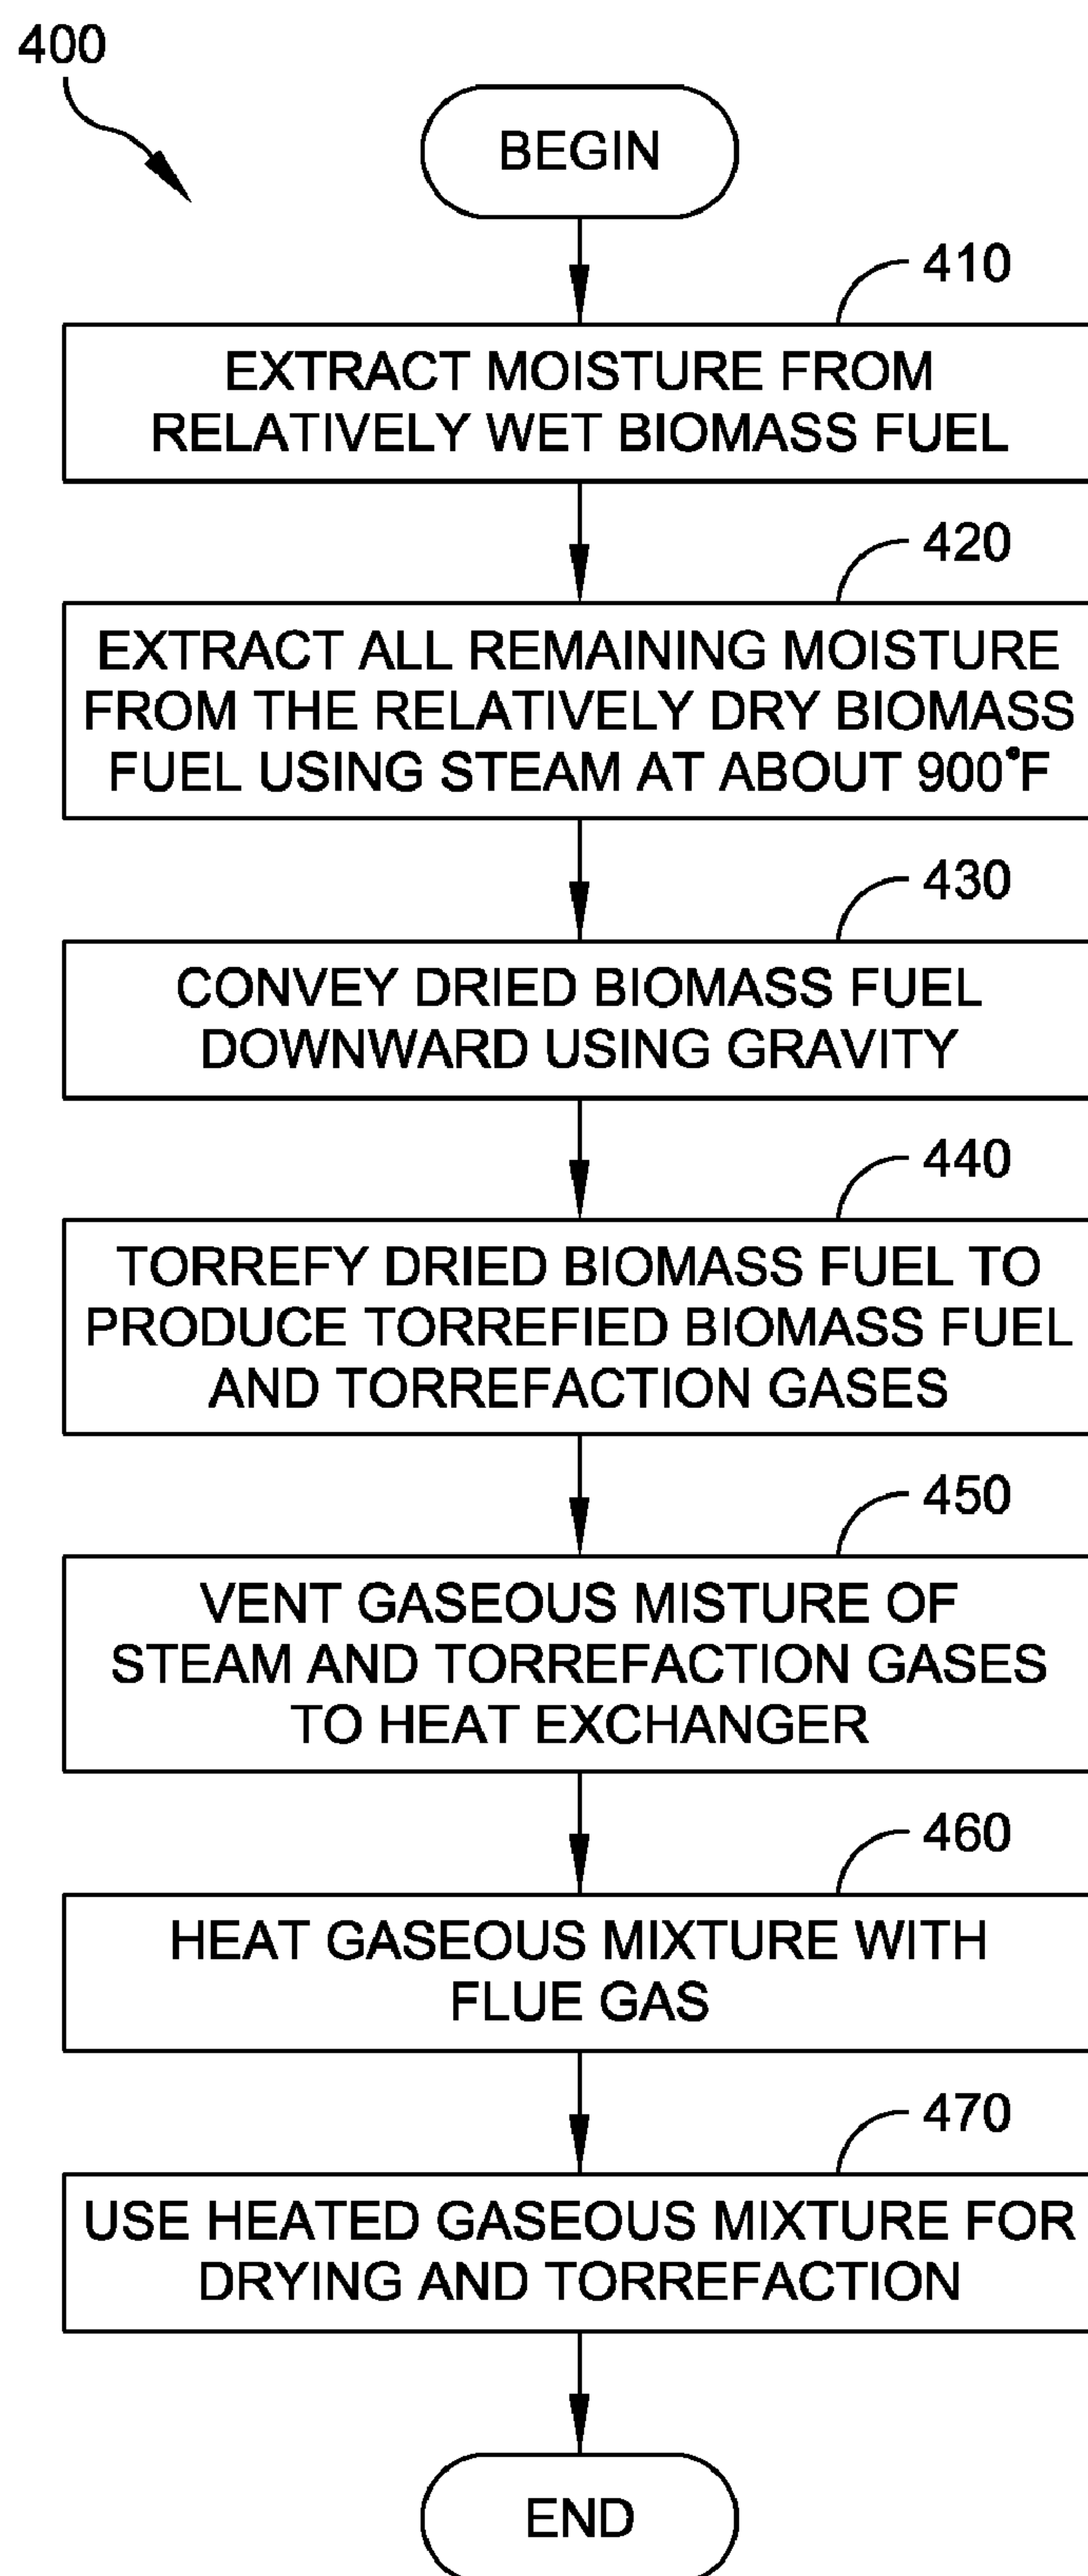 400
BEGIN
410
EXTRACT MOISTURE FROM
RELATIVELY WET BIOMASS FUEL
420
EXTRACT ALL REMAINING MOISTURE
FROM THE RELATIVELY DRY BIOMASS
FUEL USING STEAM AT ABOUT 900°F
430
CONVEY DRIED BIOMASS FUEL
DOWNWARD USING GRAVITY
440
TORREFY DRIED BIOMASS FUEL TO
PRODUCE TORREFIED BIOMASS FUEL
AND TORREFACTION GASES
450
VENT GASEOUS MISTURE OF
STEAM AND TORREFACTION GASES
TO HEAT EXCHANGER
460
HEAT GASEOUS MIXTURE WITH
FLUE GAS
470
USE HEATED GASEOUS MIXTURE FOR
DRYING AND TORREFACTION
END